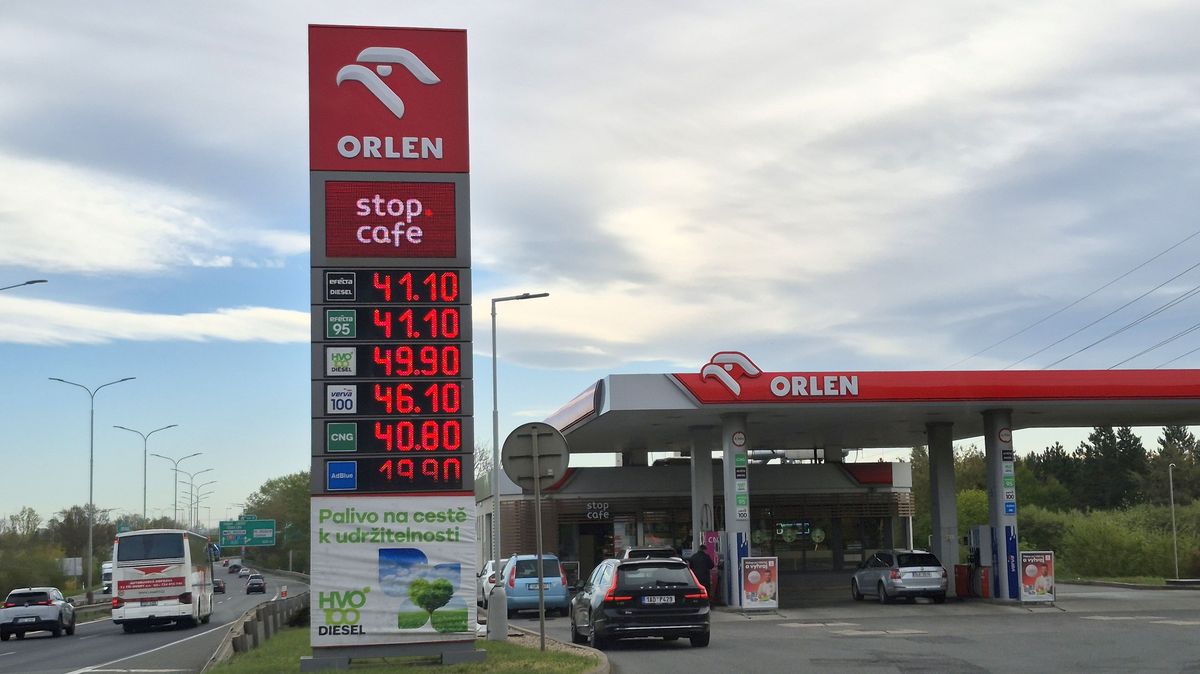 ORLEN
stop.
cafe
efecta
DIESEL
41.10
efecta
95
41.10
HVO
100
DIESEL
49.90
verva
100
46.10
CNG
40.80
AdBlue
19.90
Palivo na cestě
k udržitelnosti
HVO
100
DIESEL
ORLEN
stop
cafe
verva